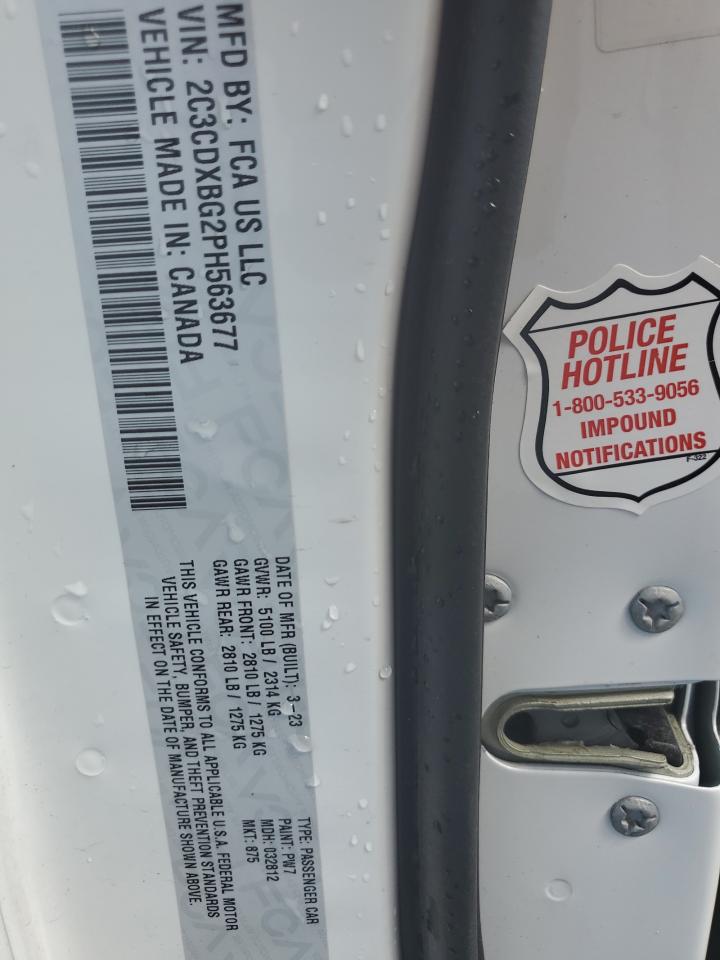 MFD BY: FCA US LLC
VIN: 2C3CDXBG2PH563677
VEHICLE MADE IN: CANADA
DATE OF MFR (BUILT): 3-23
GVWR: 5100 LB / 2314 KG
GAWR FRONT: 2810 LB / 1275 KG
GAWR REAR: 2810 LB / 1275 KG
THIS VEHICLE CONFORMS TO ALL APPLICABLE U.S.A. FEDERAL MOTOR
VEHICLE SAFETY, BUMPER, AND THEFT PREVENTION STANDARDS
IN EFFECT ON THE DATE OF MANUFACTURE SHOWN ABOVE.
TYPE: PASSENGER CAR
PAINT: PW7
MDH: 032812
MKT: 875
POLICE
HOTLINE
1-800-533-9056
IMPOUND
NOTIFICATIONS